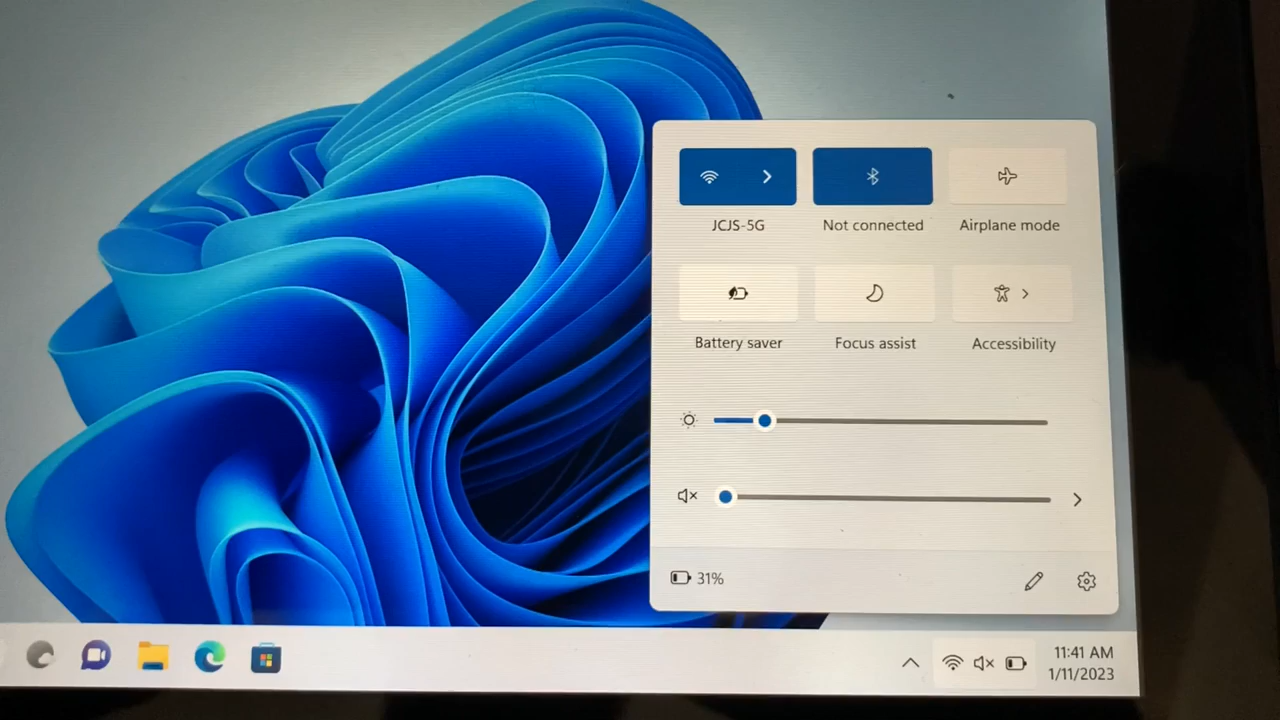 JCJS-5G
Not connected
Airplane mode
Battery saver
Focus assist
Accessibility
31%
11:41 AM
1/11/2023